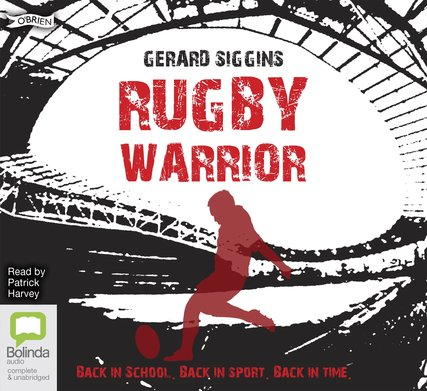 O'BRIEN
GERARD SIGGINS
RUGBY
WARRIOR
Read by
Patrick
Harvey
Bolinda
audio
complete
& unabridged
BACK IN SCHOOL. BACK IN SPORT. BACK IN TIME.